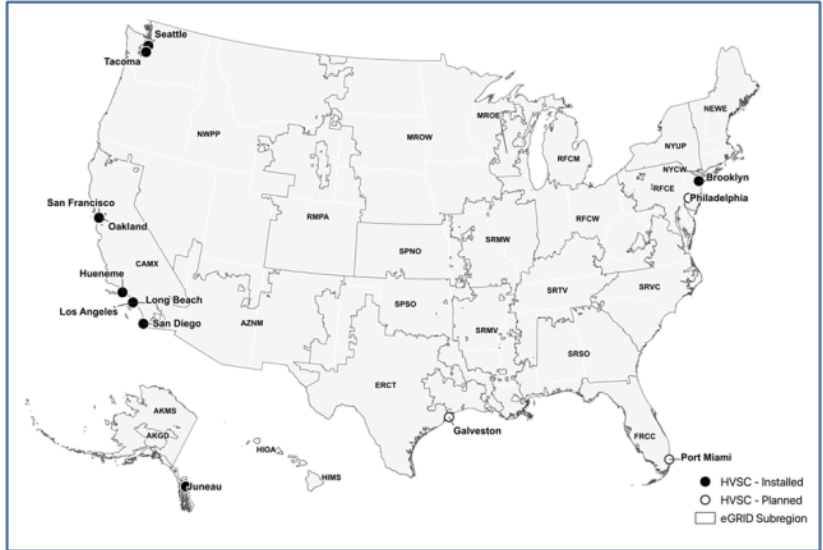 Seattle
Tacoma
NWPP
MROW
MROE
NEWE
NYUP
RFCM
NYCW
Brooklyn
RFCE
Philadelphia
San Francisco
Oakland
RMPA
SRMW
RFCW
SPNO
CAMX
Hueneme
Long Beach
Los Angeles
San Diego
AZNM
SPSO
SRTV
SRVC
SRMV
SRSO
ERCT
AKMS
AKGD
Galveston
FRCC
Port Miami
HIOA
HIMS
Juneau
HVSC - Installed
HVSC - Planned
eGRID Subregion